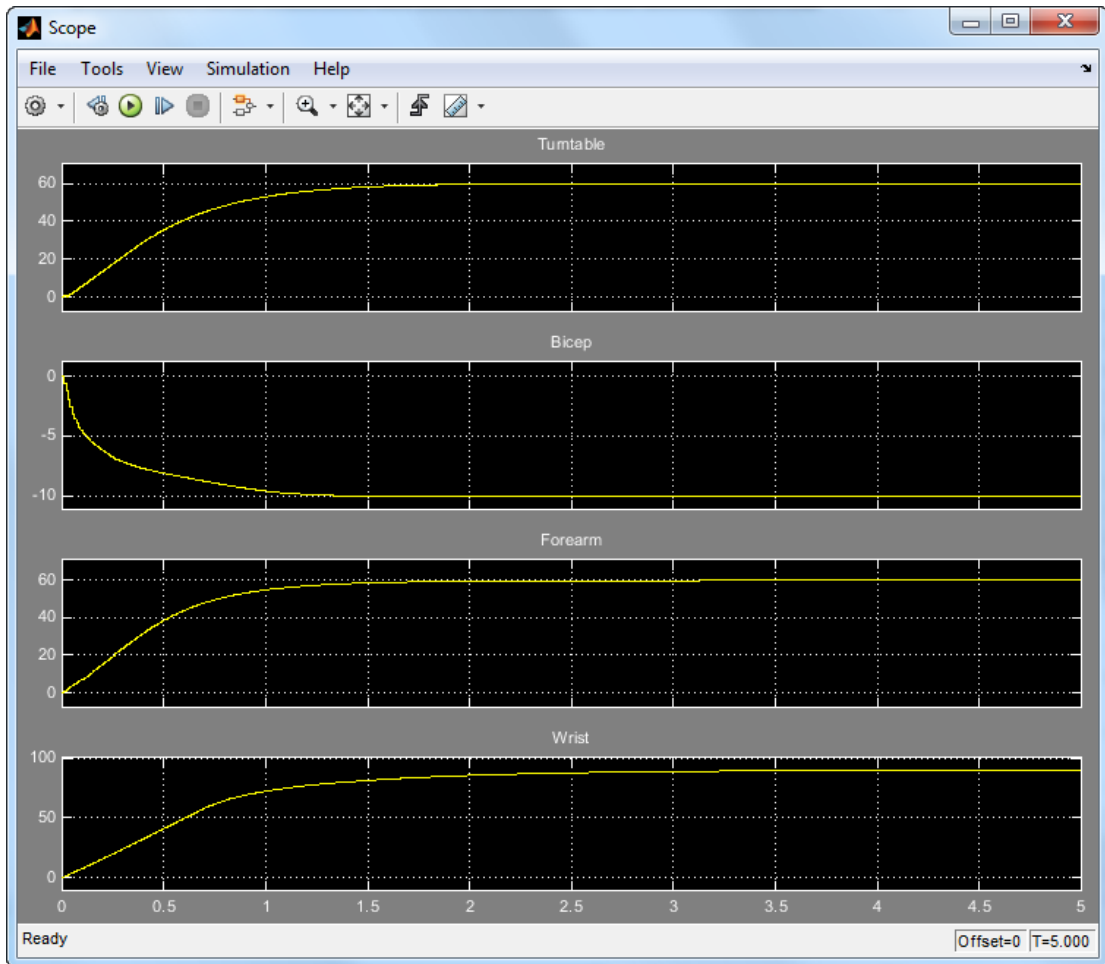 Scope
File Tools View Simulation Help
Turntable
60
40
20
0
Bicep
0
-5
-10
Forearm
60
40
20
0
Wrist
100
50
0
0 0.5 1 1.5 2 2.5 3 3.5 4 4.5 5
Ready Offset=0 T=5.000